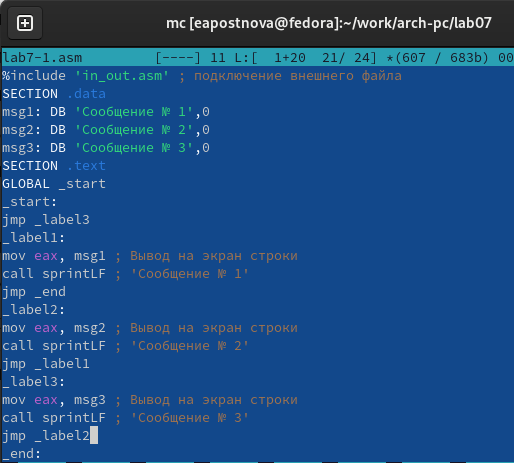 mc [eapostnova@fedora]:~/work/arch-pc/lab07
lab7-1.asm [----] 11 L:[ 1+20 21/ 24] *(607 / 683b) 00
%include 'in_out.asm' ; подключение внешнего файла
SECTION .data
msg1: DB 'Сообщение № 1',0
msg2: DB 'Сообщение № 2',0
msg3: DB 'Сообщение № 3',0
SECTION .text
GLOBAL _start
_start:
jmp _label3
_label1:
mov eax, msg1 ; Вывод на экран строки
call sprintLF ; 'Сообщение № 1'
jmp _end
_label2:
mov eax, msg2 ; Вывод на экран строки
call sprintLF ; 'Сообщение № 2'
jmp _label1
_label3:
mov eax, msg3 ; Вывод на экран строки
call sprintLF ; 'Сообщение № 3'
jmp _label2
_end: